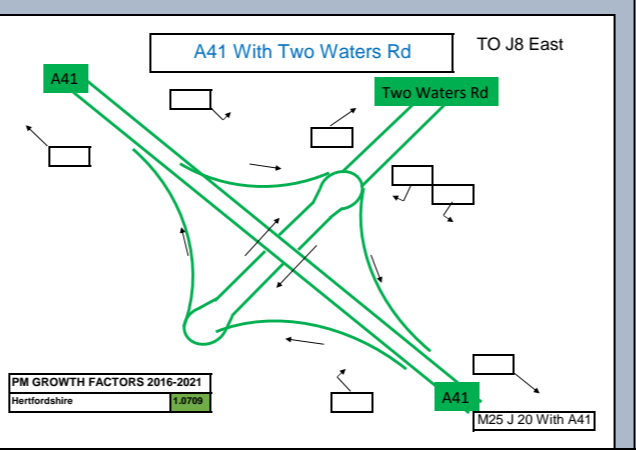 A41 With Two Waters Rd
TO J8 East
A41
Two Waters Rd
PM GROWTH FACTORS 2016-2021
Hertfordshire 1.0709
A41
M25 J 20 With A41